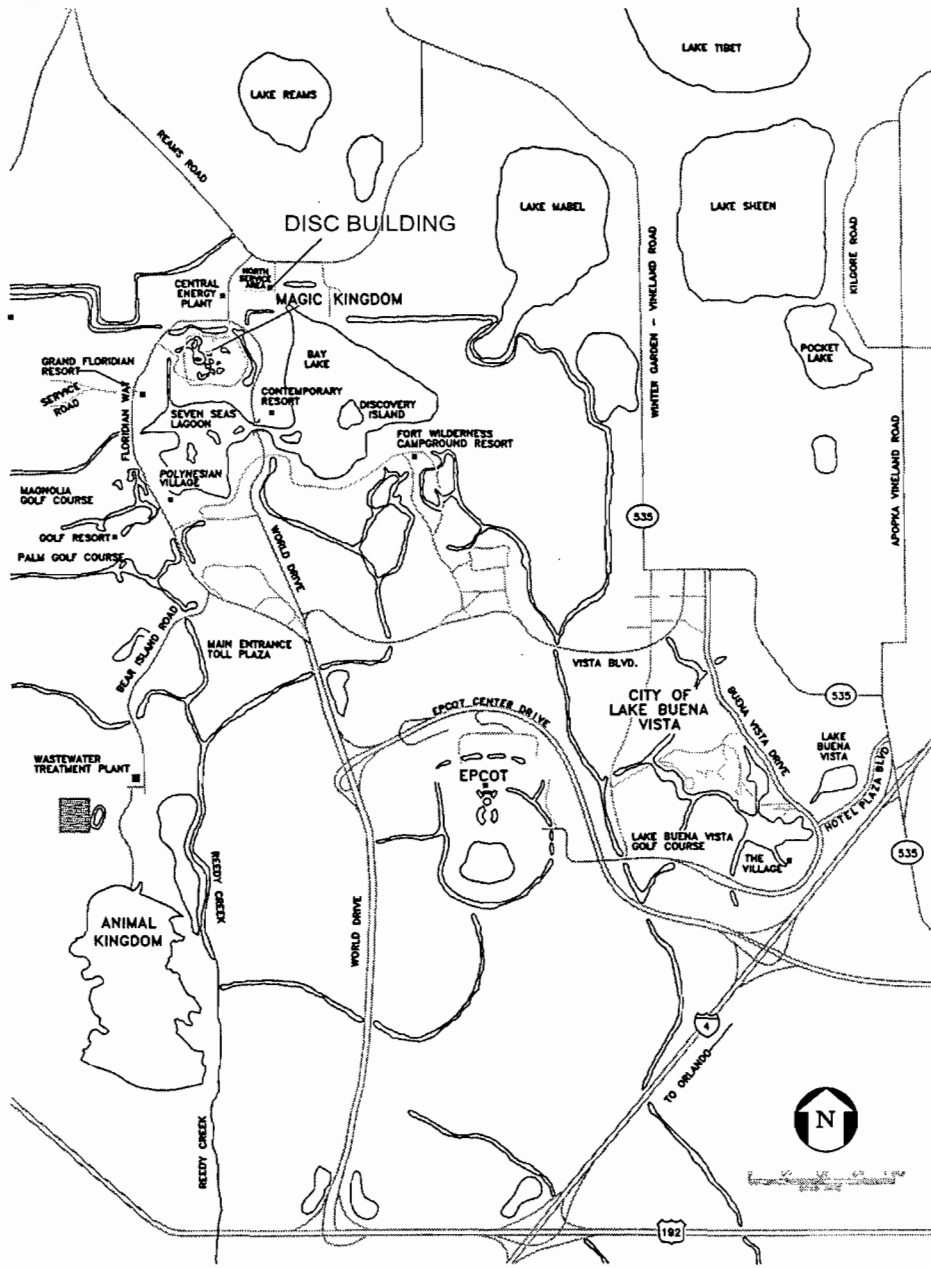 LAKE TIBET
LAKE REAMS
REAMS ROAD
LAKE MABEL
LAKE SHEEN
KILGORE ROAD
WINTER GARDEN - VINELAND ROAD
DISC BUILDING
NORTH
SERVICE
AREA
CENTRAL
ENERGY
PLANT
MAGIC KINGDOM
POCKET
LAKE
BAY
LAKE
GRAND FLORIDIAN
RESORT
SERVICE
ROAD
FLORIDIAN WAY
CONTEMPORARY
RESORT
DISCOVERY
ISLAND
SEVEN SEAS
LAGOON
FORT WILDERNESS
CAMPGROUND RESORT
APOPKA VINELAND ROAD
POLYNESIAN
VILLAGE
MAGNOLIA
GOLF COURSE
GOLF RESORT
PALM GOLF COURSE
WORLD DRIVE
535
BEAR ISLAND ROAD
MAIN ENTRANCE
TOLL PLAZA
VISTA BLVD.
CITY OF
LAKE BUENA
VISTA
BUENA VISTA DRIVE
535
EPCOT CENTER DRIVE
LAKE
BUENA
VISTA
HOTEL PLAZA BLVD
WASTEWATER
TREATMENT PLANT
EPCOT
LAKE BUENA VISTA
GOLF COURSE
THE
VILLAGE
535
REEDY CREEK
WORLD DRIVE
ANIMAL
KINGDOM
4
TO ORLANDO
N
REEDY CREEK
192